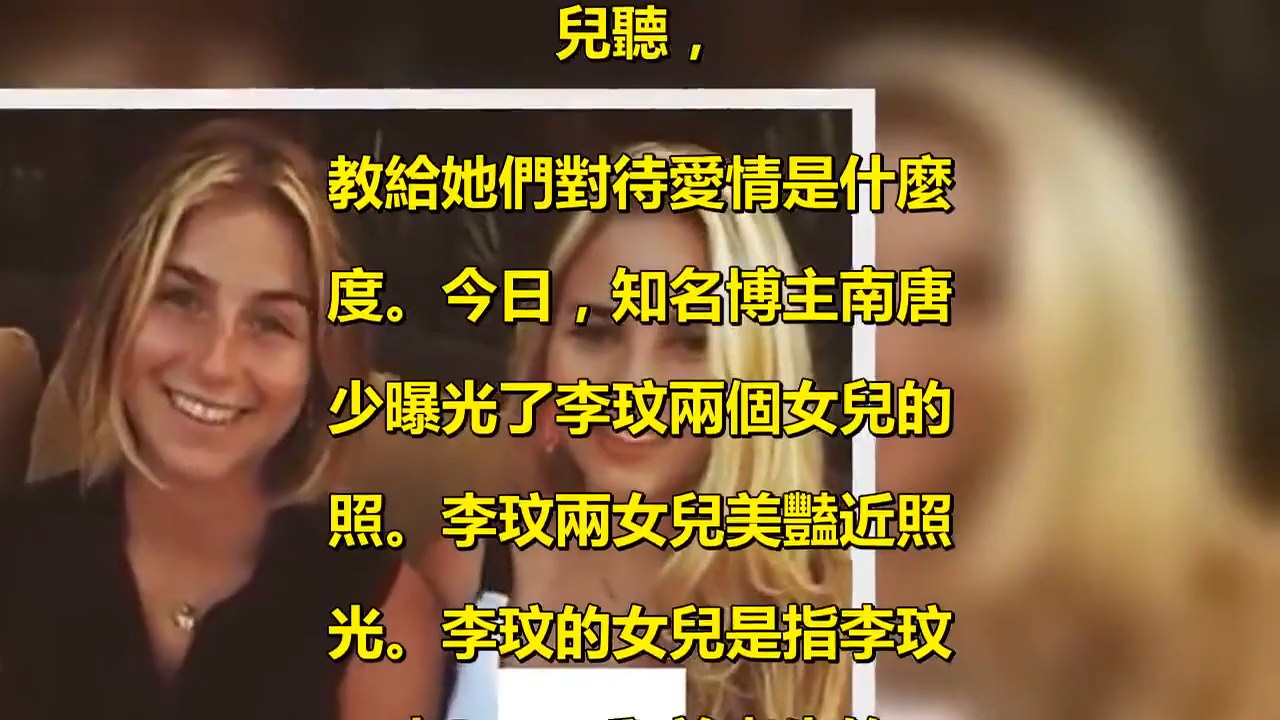 兒聽，
教給她們對待愛情是什麼
度。今日，知名博主南唐
少曝光了李玟兩個女兒的
照。李玟兩女兒美豔近照
光。李玟的女兒是指李玟